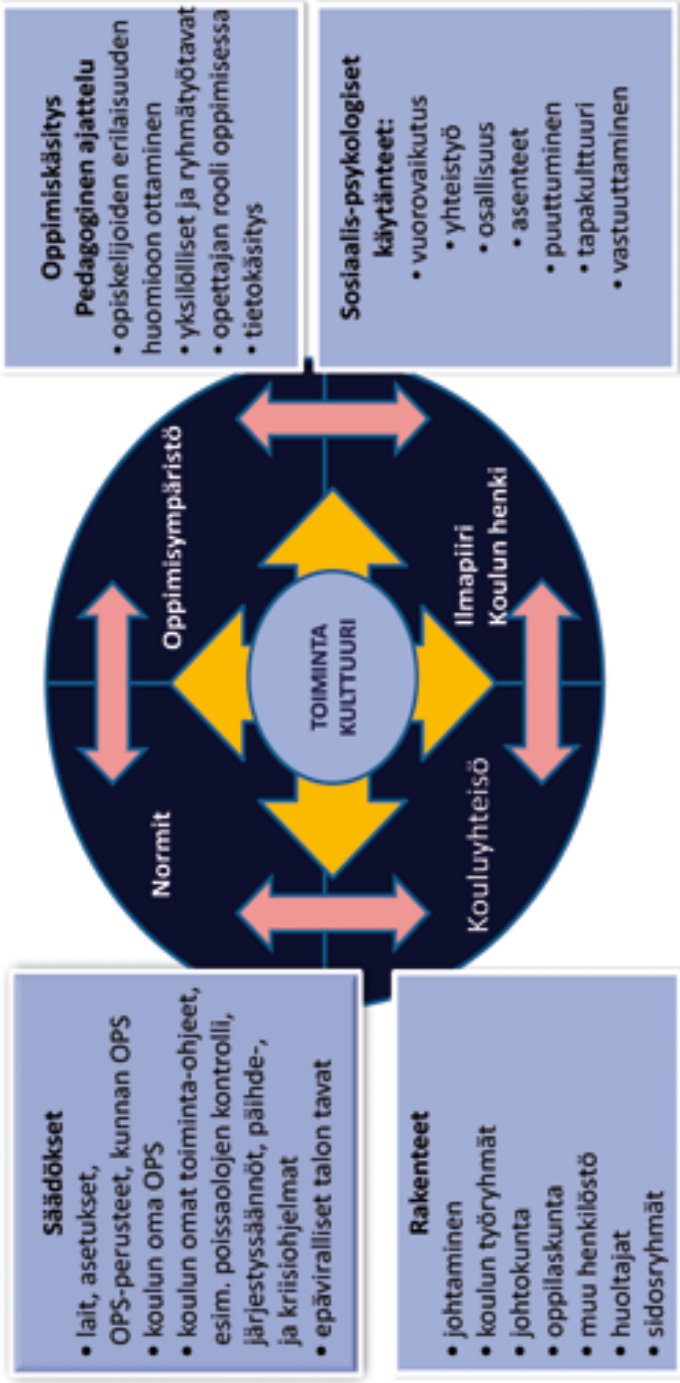 Säädökset
• lait, asetukset,
OPS-perusteet, kunnan OPS
• koulun oma OPS
• koulun omat toiminta-ohjeet,
esim. poissaolojen kontrolli,
järjestyssäännöt, päihde-,
ja kriisiohjelmat
• epäviralliset talon tavat
Oppimiskäsitys
Pedagoginen ajattelu
• opiskelijoiden erilaisuuden
huomioon ottaminen
• yksilölliset ja ryhmätyötavat
• opettajan rooli oppimisessa
• tietokäsitys
Normit
Oppimisympäristö
TOIMINTA
KULTTUURI
Kouluyhteisö
Ilmapiiri
Koulun henki
Rakenteet
• johtaminen
• koulun työryhmät
• johtokunta
• oppilaskunta
• muu henkilöstö
• huoltajat
• sidosryhmät
Sosiaalis-psykologiset
käytänteet:
• vuorovaikutus
• yhteistyö
• osallisuus
• asenteet
• puuttuminen
• tapakulttuuri
• vastuuttaminen